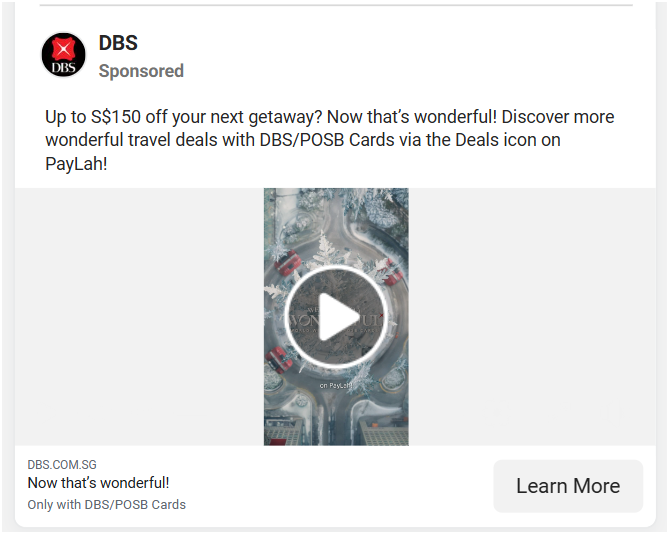 DBS
DBS
Sponsored
Up to S$150 off your next getaway? Now that’s wonderful! Discover more
wonderful travel deals with DBS/POSB Cards via the Deals icon on
PayLah!
on PayLah!
DBS.COM.SG
Now that’s wonderful!
Only with DBS/POSB Cards
Learn More